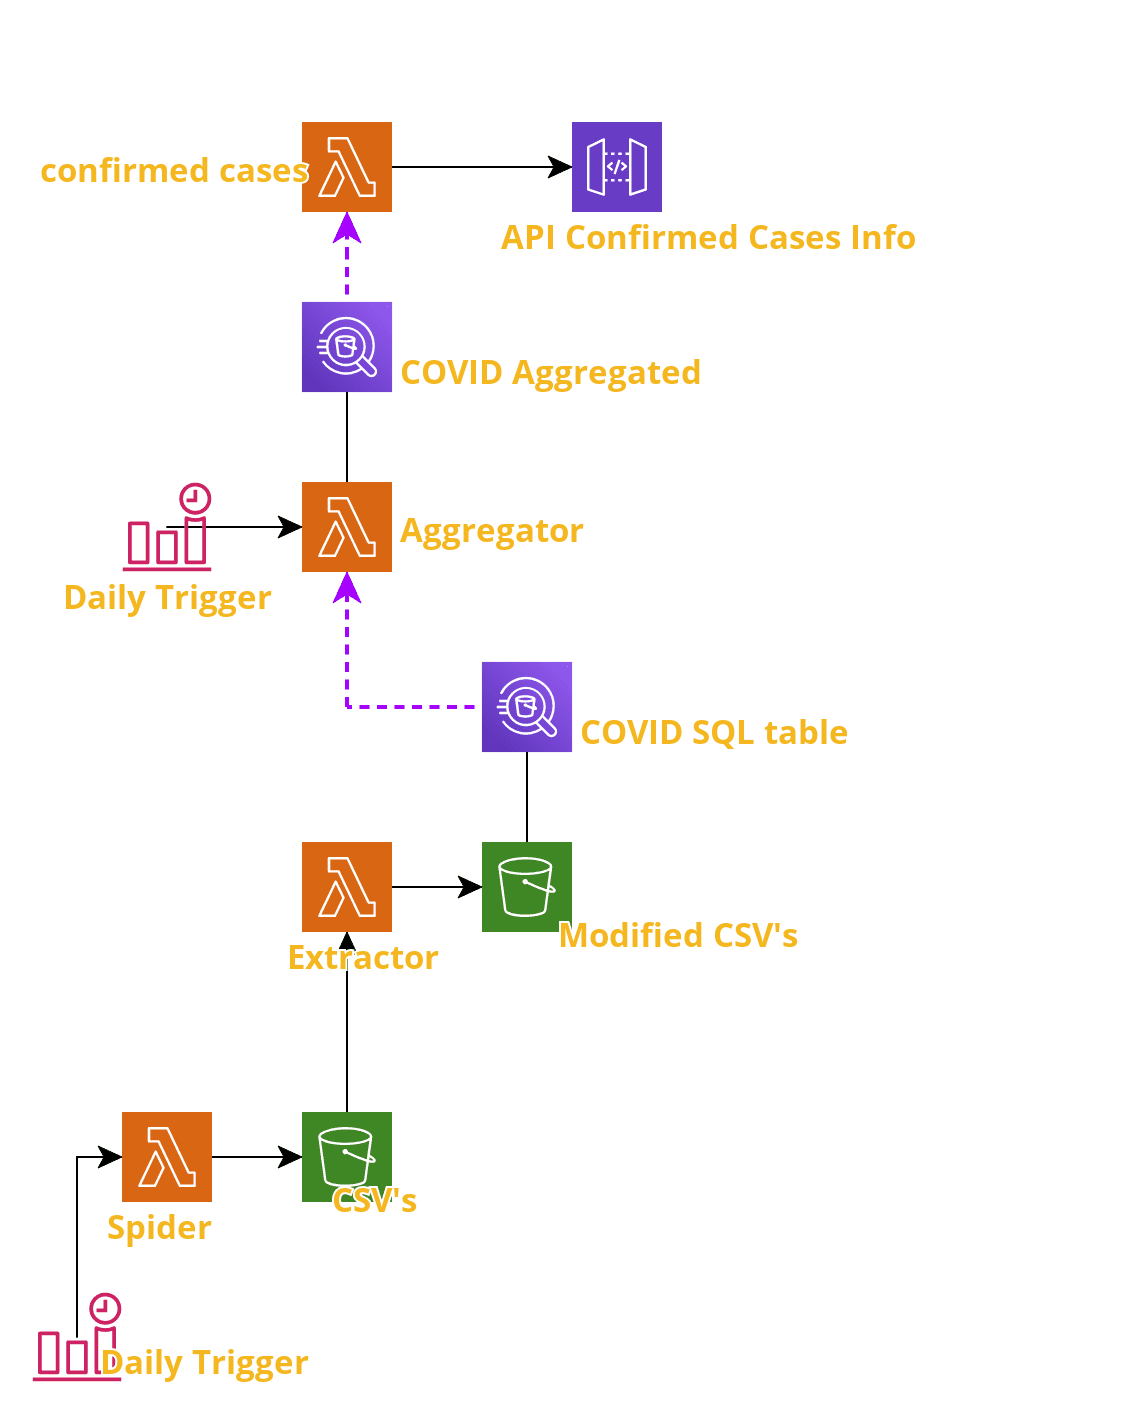 confirmed cases
API Confirmed Cases Info
COVID Aggregated
Aggregator
Daily Trigger
COVID SQL table
Modified CSV's
Extractor
CSV's
Spider
Daily Trigger